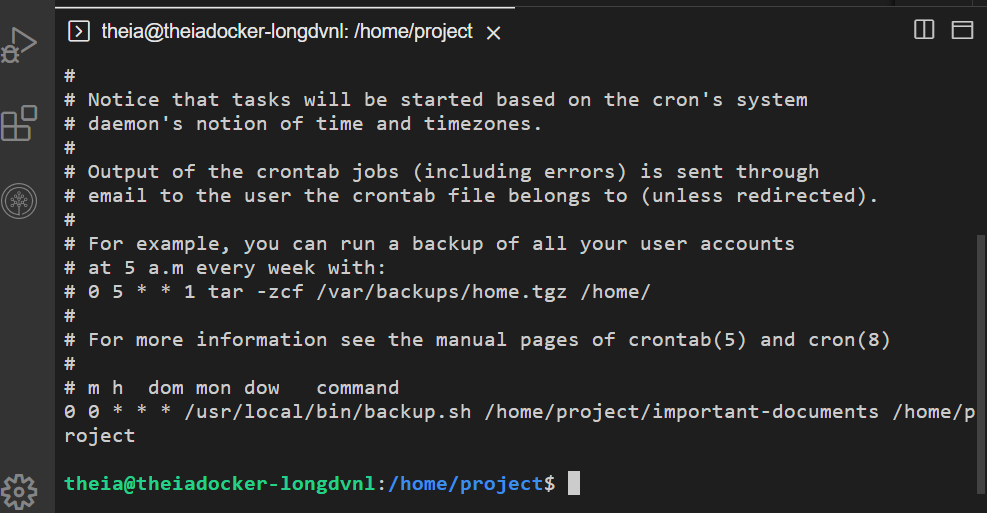 theia@theiadocker-longdvnl: /home/project
#
# Notice that tasks will be started based on the cron's system
# daemon's notion of time and timezones.
#
# Output of the crontab jobs (including errors) is sent through
# email to the user the crontab file belongs to (unless redirected).
#
# For example, you can run a backup of all your user accounts
# at 5 a.m every week with:
# 0 5 * * 1 tar -zcf /var/backups/home.tgz /home/
#
# For more information see the manual pages of crontab(5) and cron(8)
#
# m h  dom mon dow   command
0 0 * * * /usr/local/bin/backup.sh /home/project/important-documents /home/p
roject
theia@theiadocker-longdvnl:/home/project$